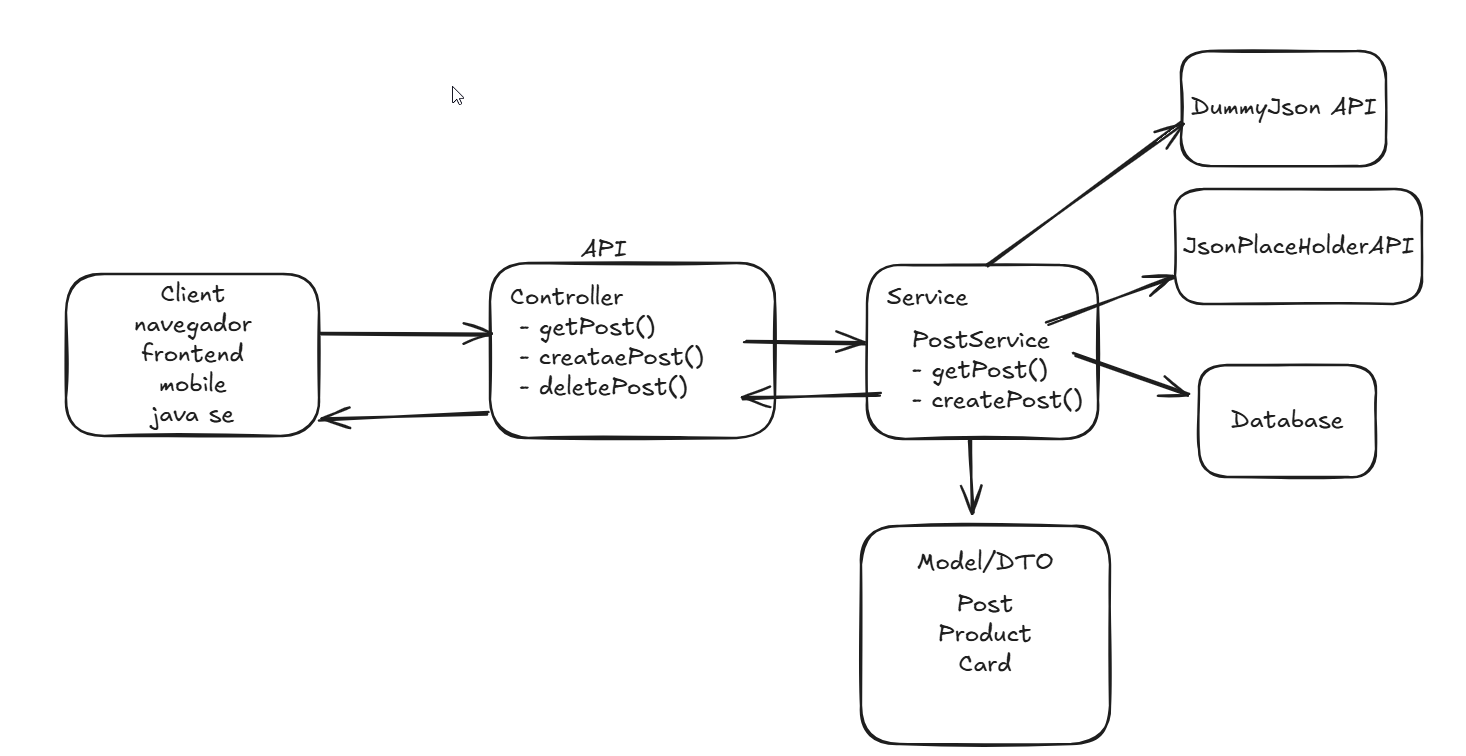 DummyJson API
JsonPlaceHolderAPI
API
Client
navegador
frontend
mobile
java se
Controller
- getPost()
- creataePost()
- deletePost()
Service
PostService
- getPost()
- createPost()
Database
Model/DTO
Post
Product
Card